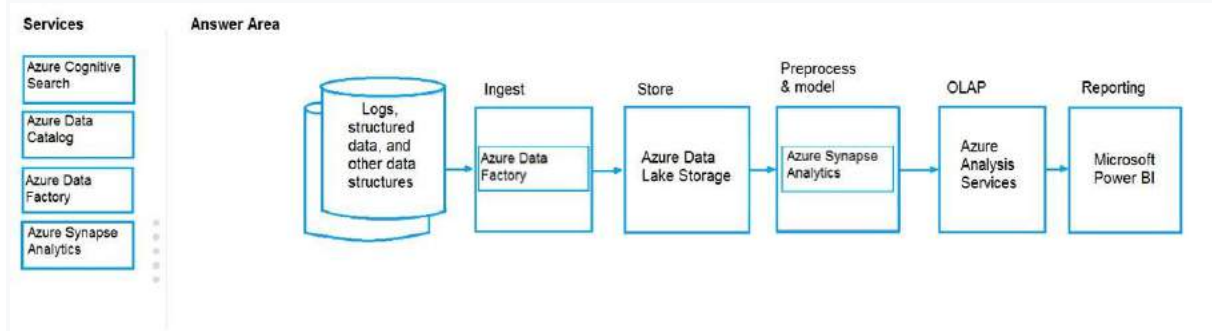 Services
Azure Cognitive
Search
Azure Data
Catalog
Azure Data
Factory
Azure Synapse
Analytics
Answer Area
Logs,
structured
data, and
other data
structures
Ingest
Azure Data
Factory
Store
Azure Data
Lake Storage
Preprocess
& model
Azure Synapse
Analytics
OLAP
Azure
Analysis
Services
Reporting
Microsoft
Power BI